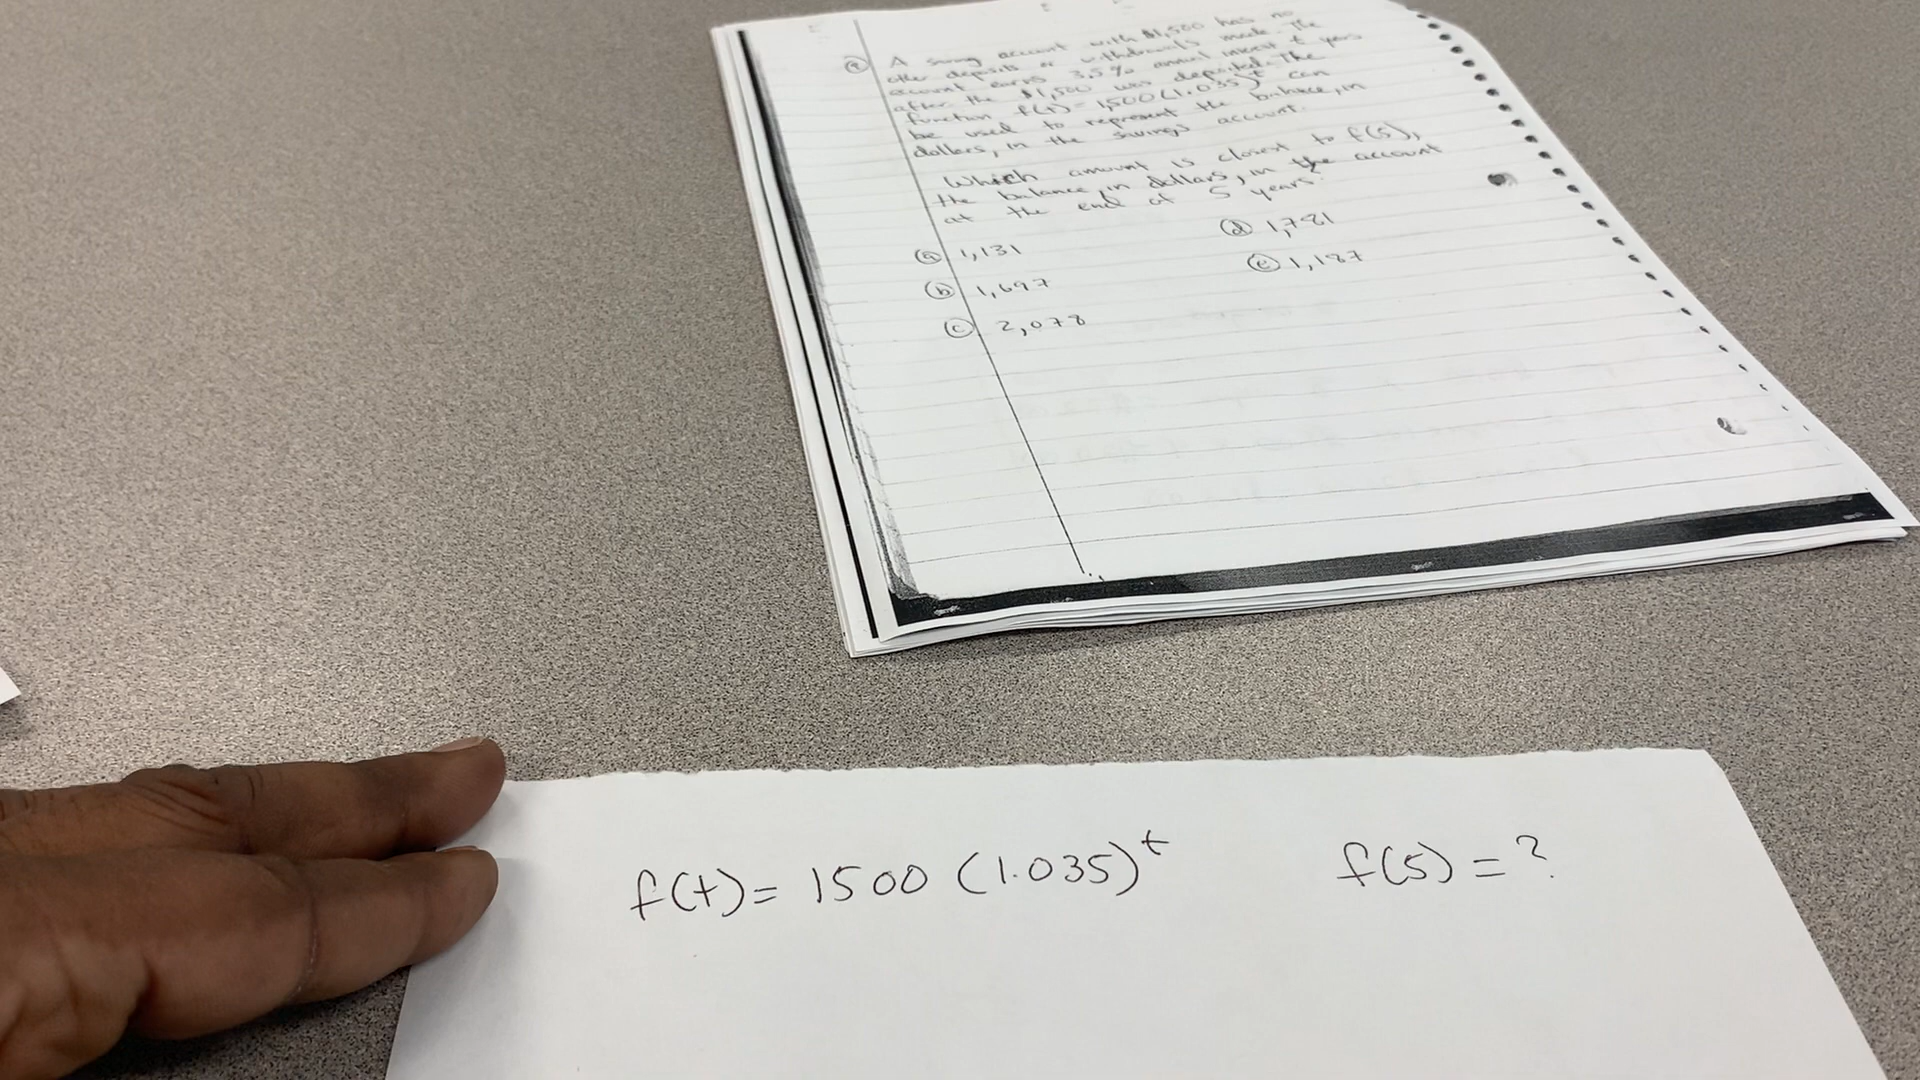 a A saving account with $1,500 has no
other deposits or withdrawals made. The
account earns 3.5% annual interest t years
after the $1,500 was deposited. The
function f(t) = 1,500(1.035)^t can
be used to represent the balance, in
dollars, in the savings account.
Which amount is closest to f(5),
the balance, in dollars, in the account
at the end of 5 years?
a 1,131
b 1,697
c 2,078
d 1,781
e 1,187
f(t) = 1500 (1.035)^t f(5) = ?